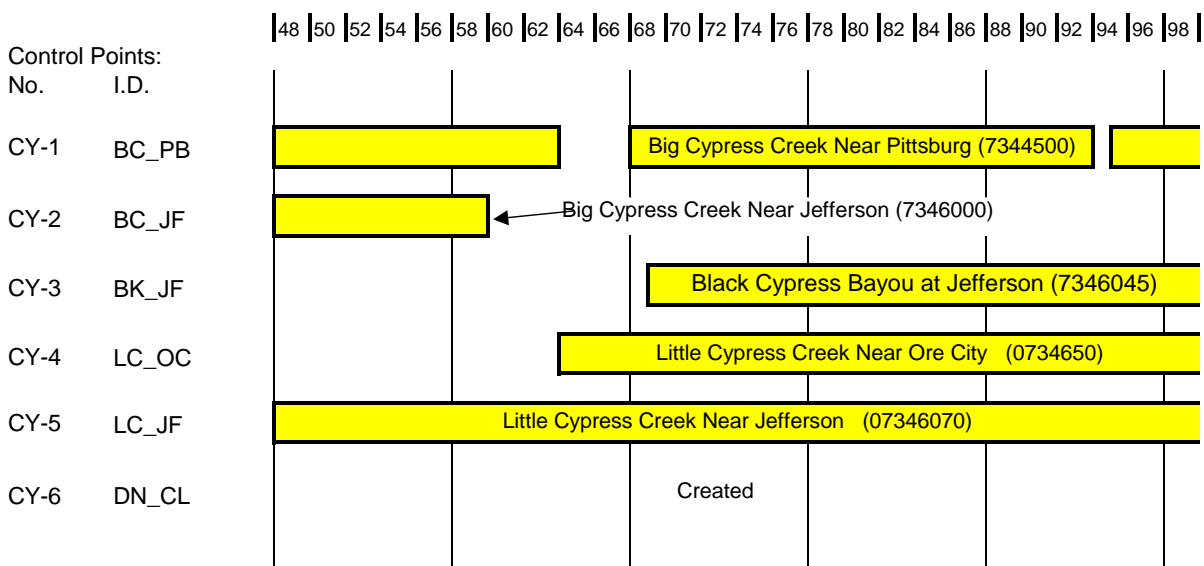 48 50 52 54 56 58 60 62 64 66 68 70 72 74 76 78 80 82 84 86 88 90 92 94 96 98
Control Points:
No. I.D.
CY-1 BC_PB Big Cypress Creek Near Pittsburg (7344500)
CY-2 BC_JF Big Cypress Creek Near Jefferson (7346000)
CY-3 BK_JF Black Cypress Bayou at Jefferson (7346045)
CY-4 LC_OC Little Cypress Creek Near Ore City (0734650)
CY-5 LC_JF Little Cypress Creek Near Jefferson (07346070)
CY-6 DN_CL Created